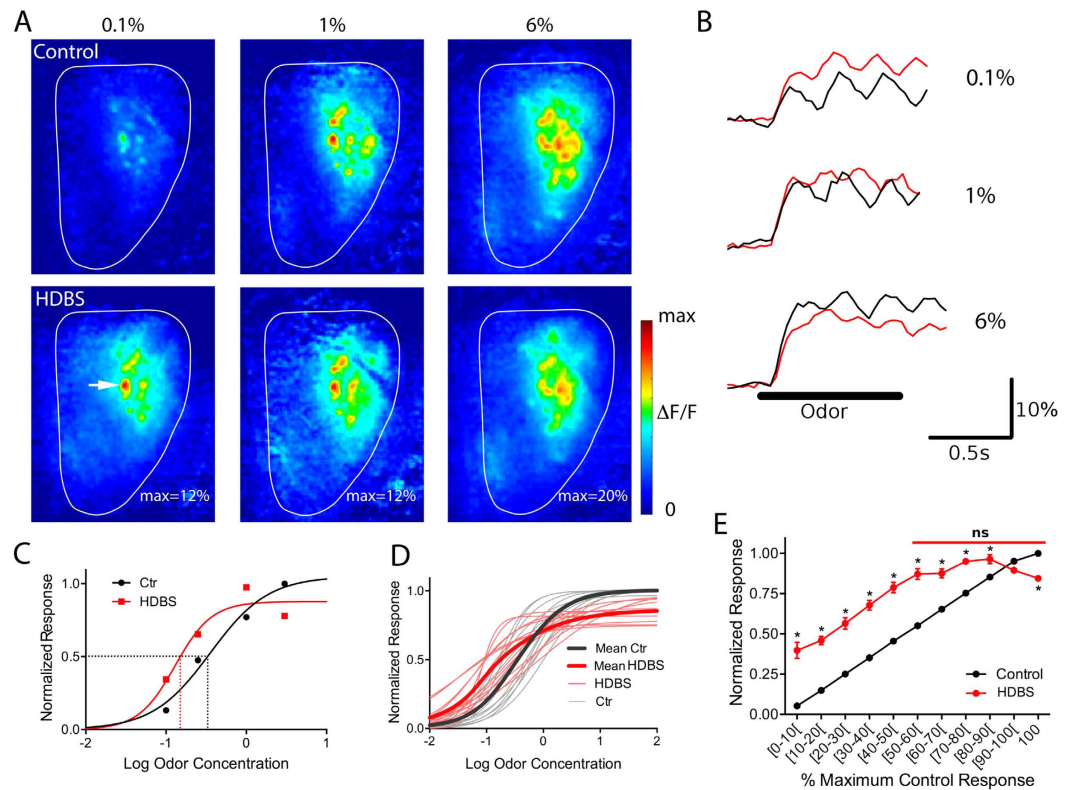 A
0.1%
1%
6%
Control
HDBS
max=12%
max=12%
max=20%
max
ΔF/F
0
B
0.1%
1%
6%
Odor
10%
0.5s
C
Normalized Response
1.0
0.5
0.0
Ctr
HDBS
-2
-1
0
1
Log Odor Concentration
D
Normalized Response
1.0
0.5
0.0
Mean Ctr
Mean HDBS
HDBS
Ctr
-2
-1
0
1
2
Log Odor Concentration
E
ns
Normalized Response
1.00
0.75
0.50
0.25
0.00
* * * * * * * * * *
Control
HDBS
[0-10[
[10-20[
[20-30[
[30-40[
[40-50[
[50-60[
[60-70[
[70-80[
[80-90[
[90-100[
100
% Maximum Control Response